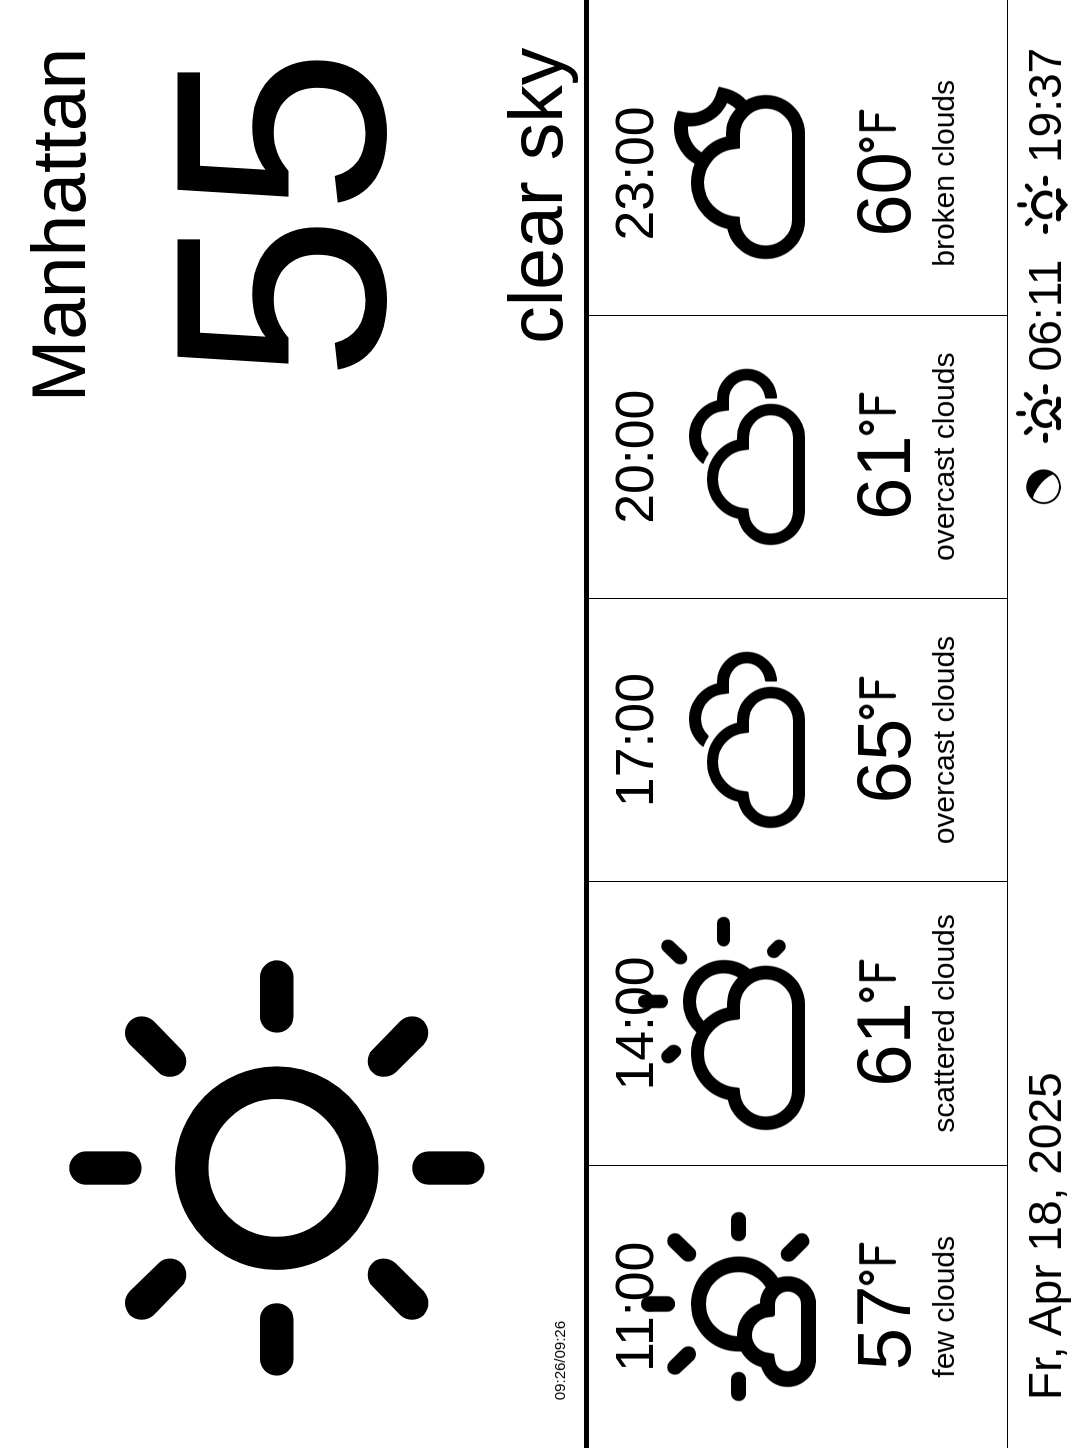 Manhattan
55
clear sky
09:26/09:26
11:00
57°F
few clouds
14:00
61°F
scattered clouds
17:00
65°F
overcast clouds
20:00
61°F
overcast clouds
23:00
60°F
broken clouds
Fr, Apr 18, 2025
06:11
19:37